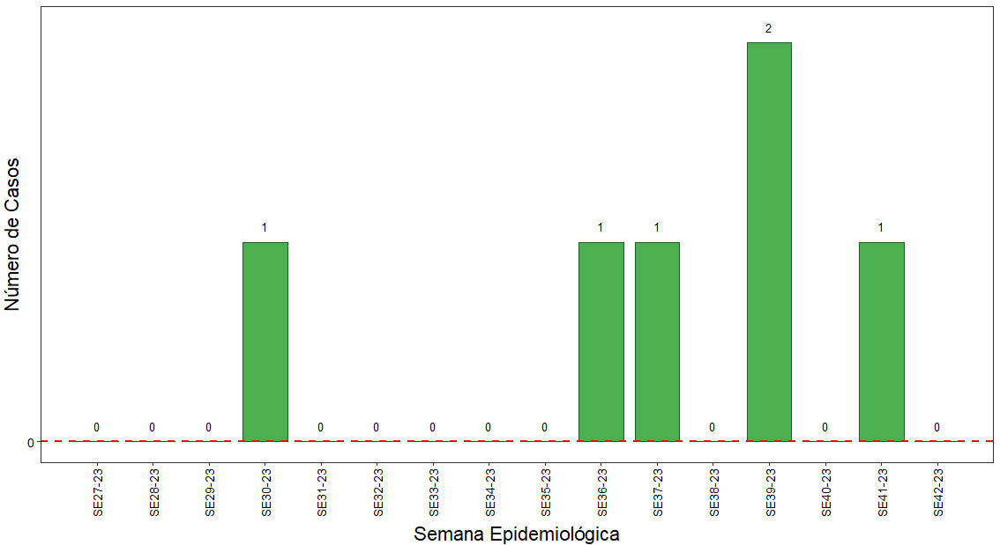 2
1
1
1
1
0
0
0
0
0
0
0
0
0
0
0
0
Número de Casos
SE27-23
SE28-23
SE29-23
SE30-23
SE31-23
SE32-23
SE33-23
SE34-23
SE35-23
SE36-23
SE37-23
SE38-23
SE39-23
SE40-23
SE41-23
SE42-23
Semana Epidemiológica